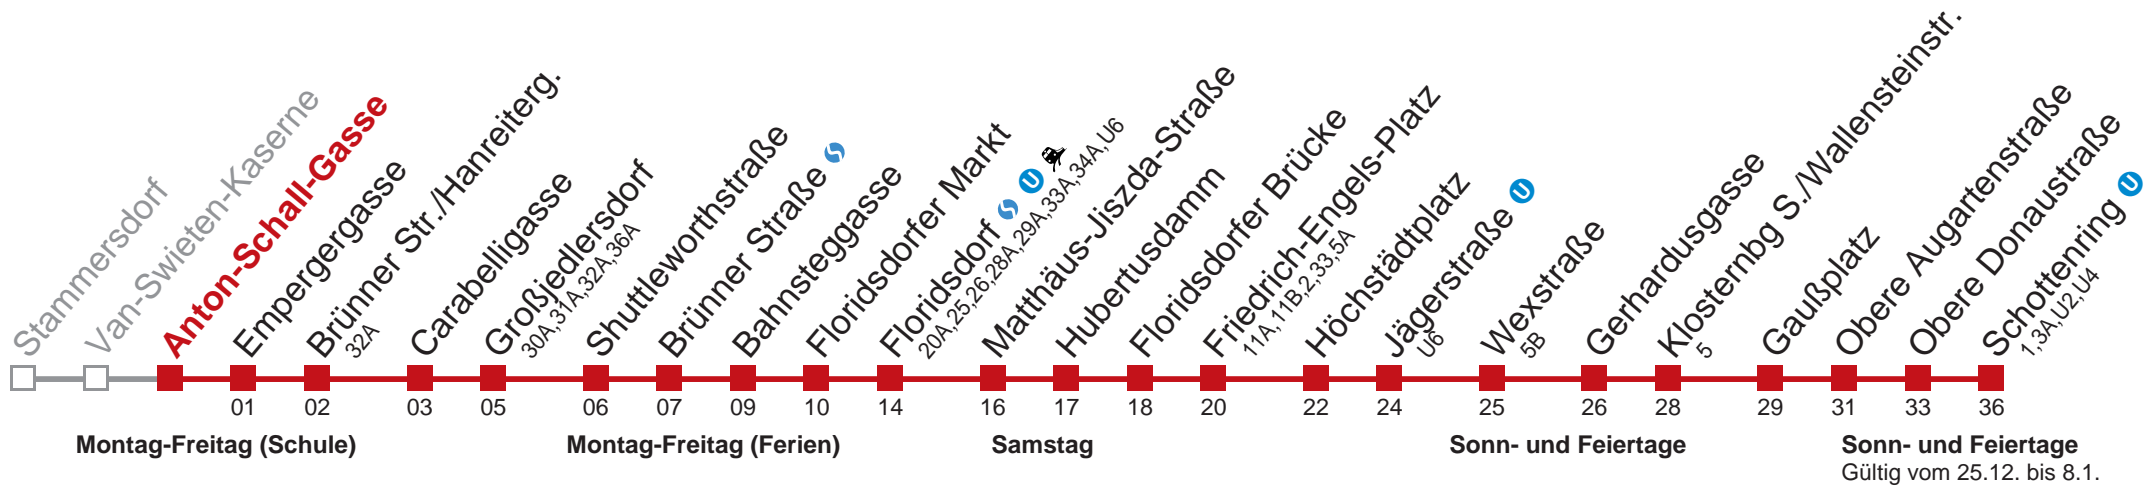 Stammersdorf
Van-Swieten-Kaserne
Anton-Schall-Gasse
Empergergasse
Brünner Str./Hanreiterg.
32A
Carabelligasse
Großjedlersdorf
30A,31A,32A,36A
Shuttleworthstraße
Brünner Straße
Bahnsteggasse
Floridsdorfer Markt
Floridsdorf U
20A,25,26,28A,29A,33A,34A,U6
Matthäus-Jiszda-Straße
Hubertusdamm
Floridsdorfer Brücke
Friedrich-Engels-Platz
11A,11B,2,33,5A
Höchstädtplatz
Jägerstraße U
U6
Wexstraße
5B
Gerhardusgasse
Klosternbg S./Wallensteinstr.
5
Gaußplatz
Obere Augartenstraße
Obere Donaustraße
Schottenring U
1,3A,U2,U4
01 02 03 05 06 07 09 10 14 16 17 18 20 22 24 25 26 28 29 31 33 36
Montag-Freitag (Schule) Montag-Freitag (Ferien) Samstag Sonn- und Feiertage Sonn- und Feiertage
Gültig vom 25.12. bis 8.1.